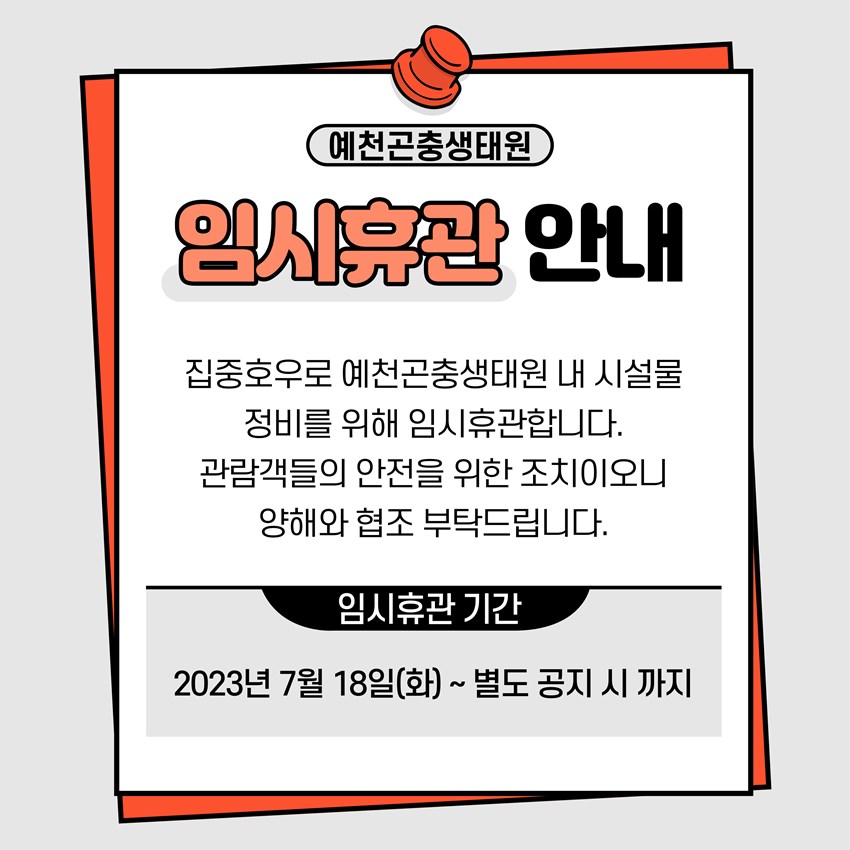 예천곤충생태원
임시휴관 안내
집중호우로 예천곤충생태원 내 시설물
정비를 위해 임시휴관합니다.
관람객들의 안전을 위한 조치이오니
양해와 협조 부탁드립니다.
임시휴관 기간
2023년 7월 18일(화) ~ 별도 공지 시 까지